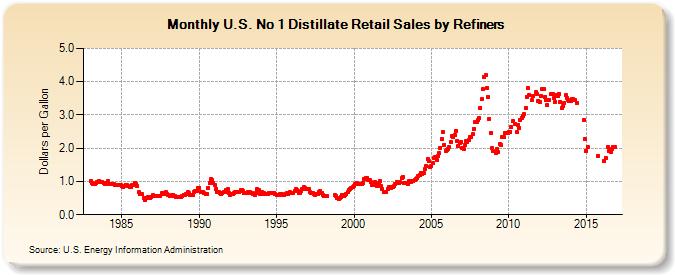 Monthly U.S. No 1 Distillate Retail Sales by Refiners
Dollars per Gallon
5.0
4.0
3.0
2.0
1.0
0.0
1985 1990 1995 2000 2005 2010 2015
Source: U.S. Energy Information Administration